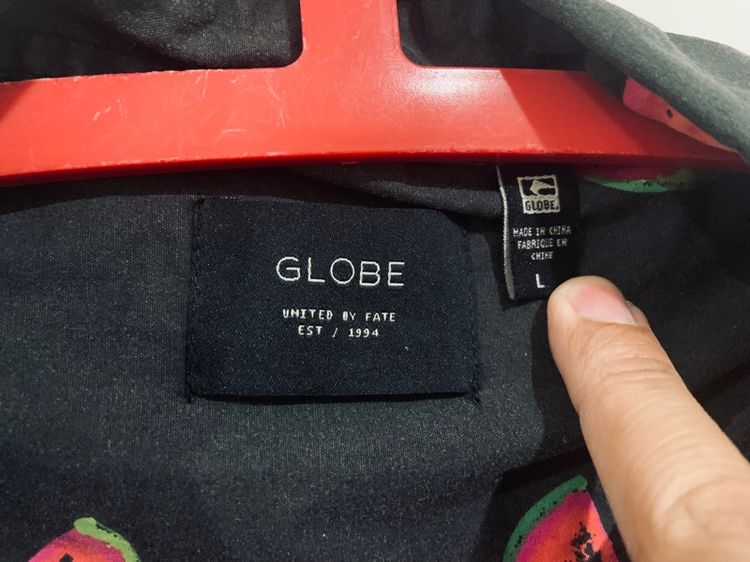 GLOBE
UNITED BY FATE
EST / 1994
GLOBE.
MADE IN CHINA
FABRIQUE EN
CHINE
L